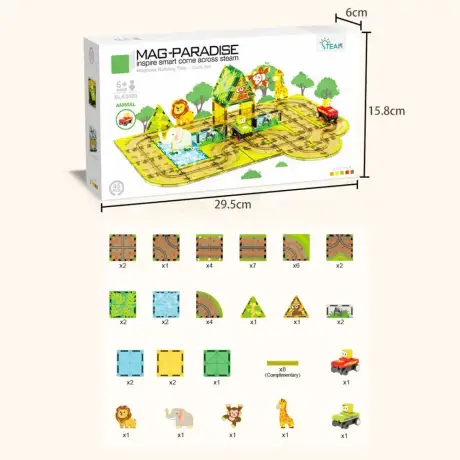 6cm
STEAM
MAG-PARADISE
inspire smart come across steam
6+
ANIMAL
15.8cm
29.5cm
x2 x1 x4 x7 x6 x2
x2 x2 x4 x1 x1 x2
x2 x2 x1 x8 x1
(Complimentary)
x1 x1 x1 x1 x1